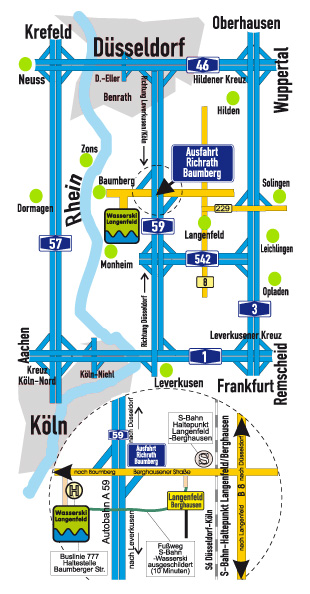 Krefeld
Oberhausen
Düsseldorf
46
Neuss
D.-Eller
Hildener Kreuz
Wuppertal
Benrath
Richtung Leverkusen/Köln
Hilden
Zons
Ausfahrt
Richrath
Baumberg
Rhein
Baumberg
Solingen
Dormagen
229
Wasserski
Langenfeld
59
Langenfeld
57
Leichlingen
Monheim
542
8
Opladen
Richtung Düsseldorf
3
Leverkusener Kreuz
Aachen
1
Kreuz
Köln-Nord
Köln-Niehl
Leverkusen
Frankfurt
Remscheid
Köln
nach Düsseldorf
S-Bahn
Haltepunkt
Langenfeld
-Berghausen
59
Ausfahrt
Richrath
Baumberg
S
nach Baumberg
Berghausener Straße
H
Langenfeld
Berghausen
Wasserski
Langenfeld
Autobahn A 59
nach Leverkusen
Buslinie 777
Haltestelle
Baumberger Str.
Fußweg
S-Bahn
-Wasserski
ausgeschildert
(10 Minuten)
S6 Düsseldorf-Köln
S-Bahn-Haltepunkt Langenfeld/Berghausen
nach Düsseldorf
B 8
nach Langenfeld